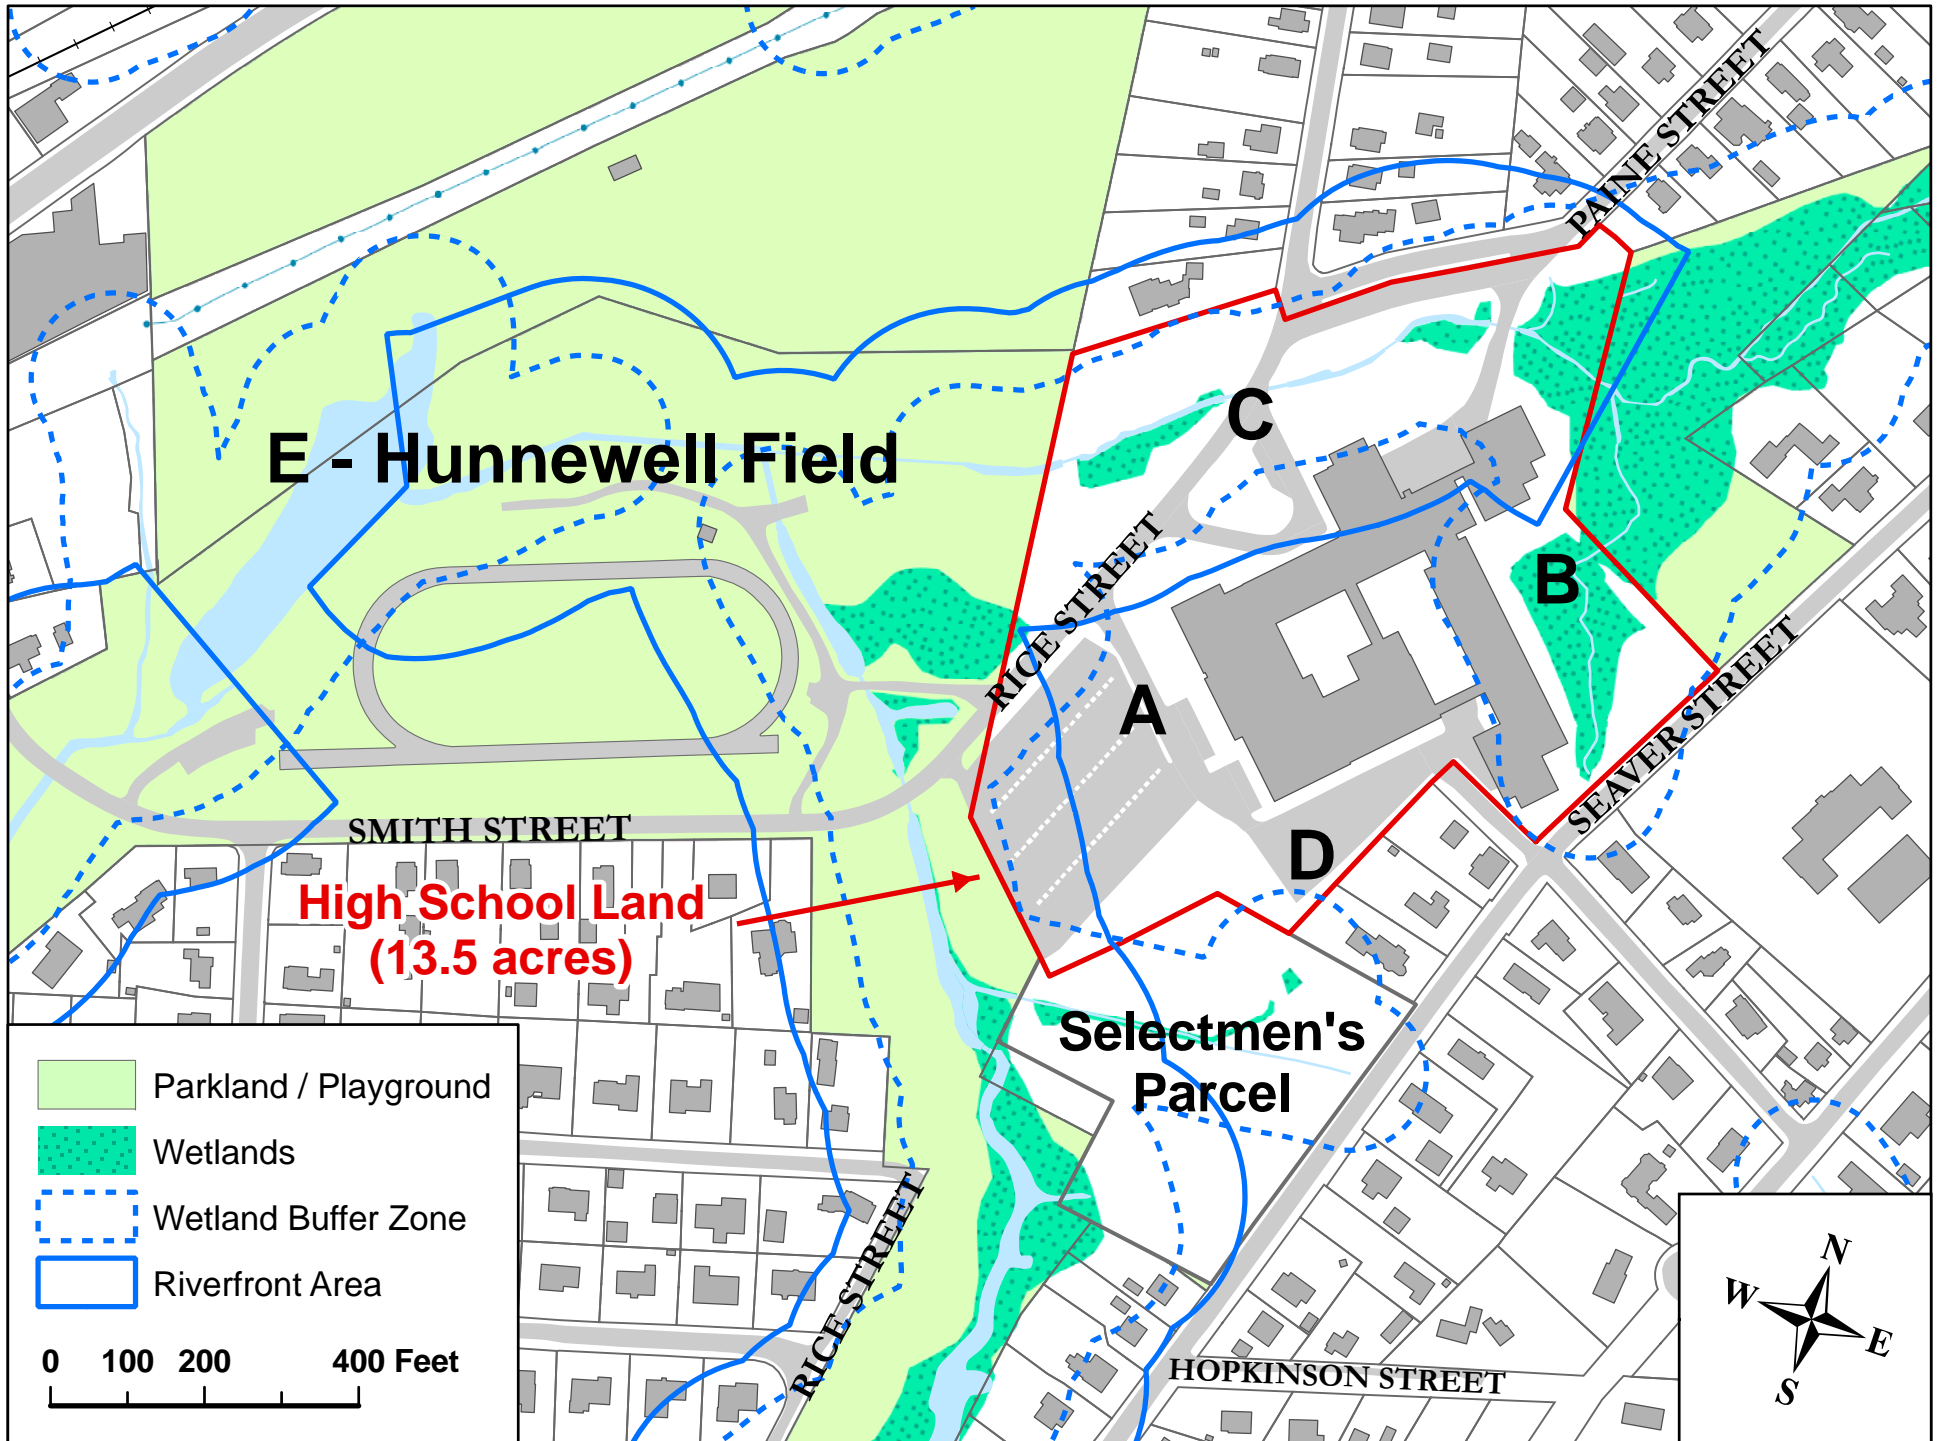 PAINE STREET
C
E - Hunnewell Field
RICE STREET
B
A
SEAVER STREET
SMITH STREET
D
High School Land
(13.5 acres)
Selectmen's
Parcel
Parkland / Playground
Wetlands
Wetland Buffer Zone
Riverfront Area
0 100 200 400 Feet
RICE STREET
HOPKINSON STREET
N
W
E
S